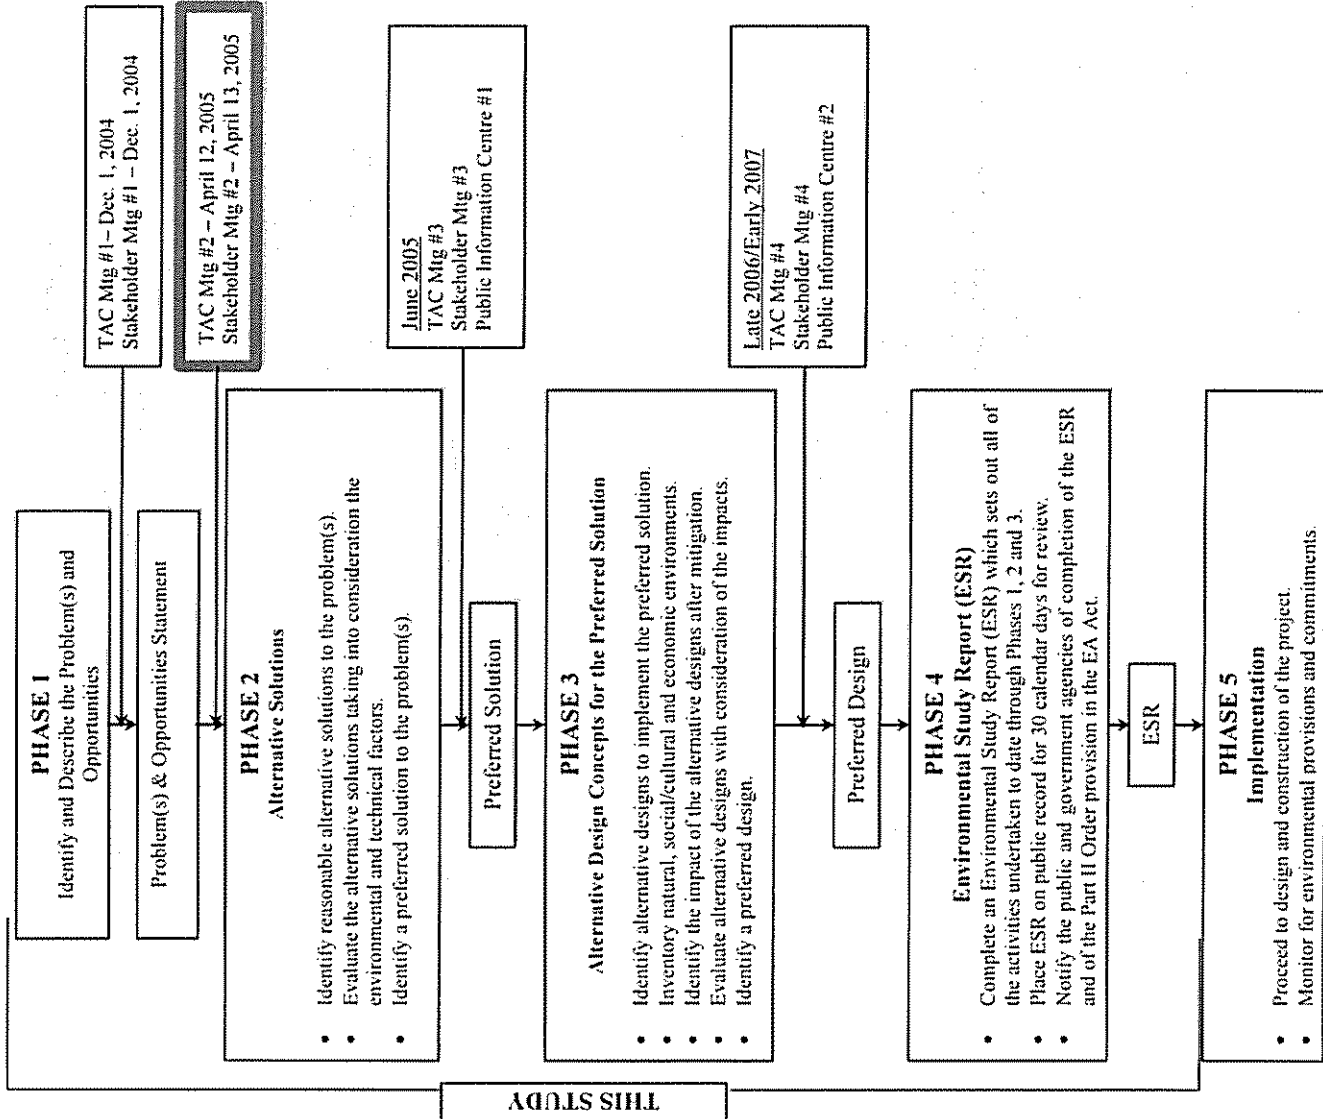 THIS STUDY
PHASE 1
Identify and Describe the Problem(s) and
Opportunities
TAC Mtg #1– Dec. 1, 2004
Stakeholder Mtg #1 – Dec. 1, 2004
Problem(s) & Opportunities Statement
TAC Mtg #2 – April 12, 2005
Stakeholder Mtg #2 – April 13, 2005
PHASE 2
Alternative Solutions
• Identify reasonable alternative solutions to the problem(s).
• Evaluate the alternative solutions taking into consideration the
environmental and technical factors.
• Identify a preferred solution to the problem(s).
June 2005
TAC Mtg #3
Stakeholder Mtg #3
Public Information Centre #1
Preferred Solution
PHASE 3
Alternative Design Concepts for the Preferred Solution
• Identify alternative designs to implement the preferred solution.
• Inventory natural, social/cultural and economic environments.
• Identify the impact of the alternative designs after mitigation.
• Evaluate alternative designs with consideration of the impacts.
• Identify a preferred design.
Late 2006/Early 2007
TAC Mtg #4
Stakeholder Mtg #4
Public Information Centre #2
Preferred Design
PHASE 4
Environmental Study Report (ESR)
• Complete an Environmental Study Report (ESR) which sets out all of
the activities undertaken to date through Phases 1, 2 and 3.
• Place ESR on public record for 30 calendar days for review.
• Notify the public and government agencies of completion of the ESR
and of the Part II Order provision in the EA Act.
ESR
PHASE 5
Implementation
• Proceed to design and construction of the project.
• Monitor for environmental provisions and commitments.